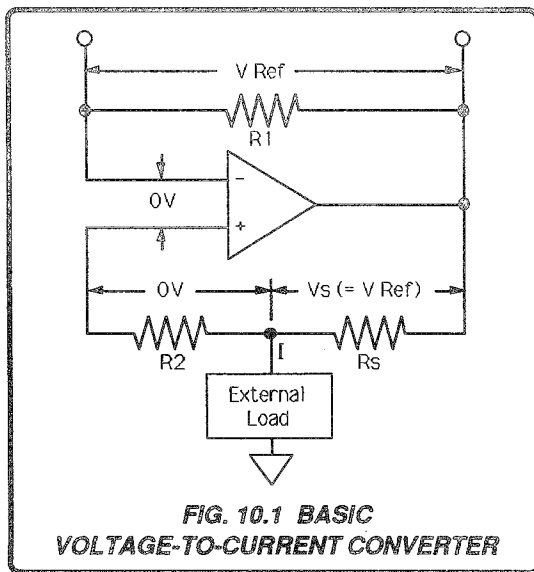 V Ref
R1
-
0V
+
0V
Vs (= V Ref)
R2
I
Rs
External
Load
FIG. 10.1 BASIC
VOLTAGE-TO-CURRENT CONVERTER